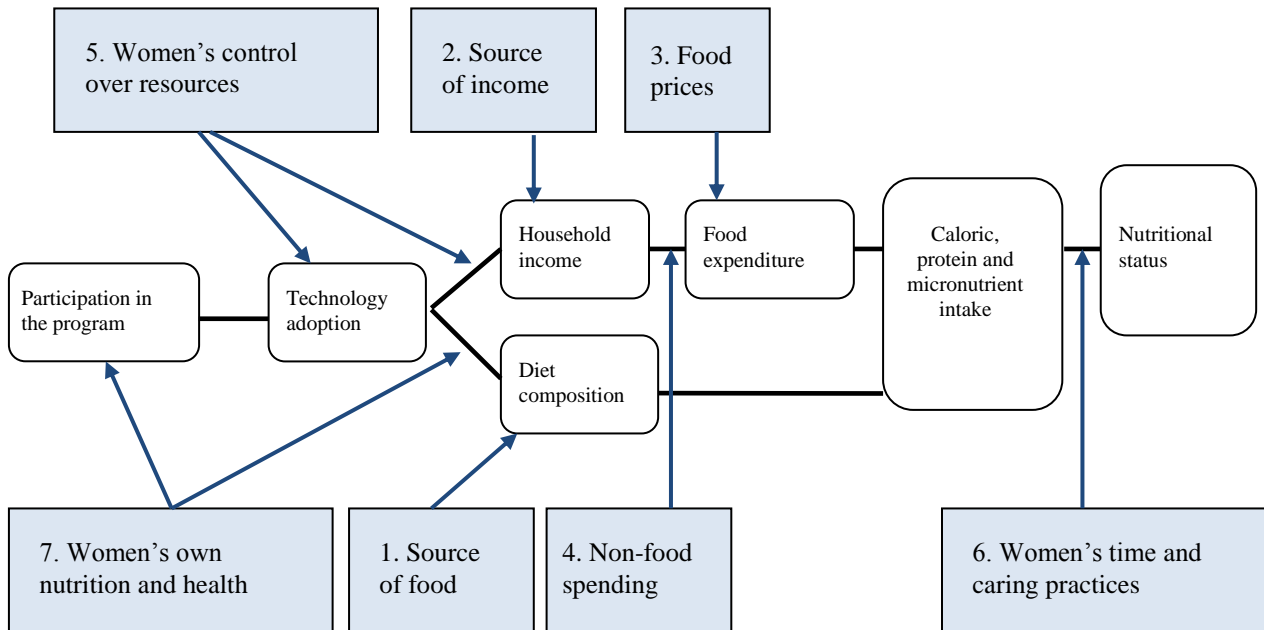 5. Women’s control
over resources
2. Source
of income
3. Food
prices
Household
income
Food
expenditure
Caloric,
protein and
micronutrient
intake
Nutritional
status
Participation in
the program
Technology
adoption
Diet
composition
7. Women’s own
nutrition and health
1. Source
of food
4. Non-food
spending
6. Women’s time and
caring practices